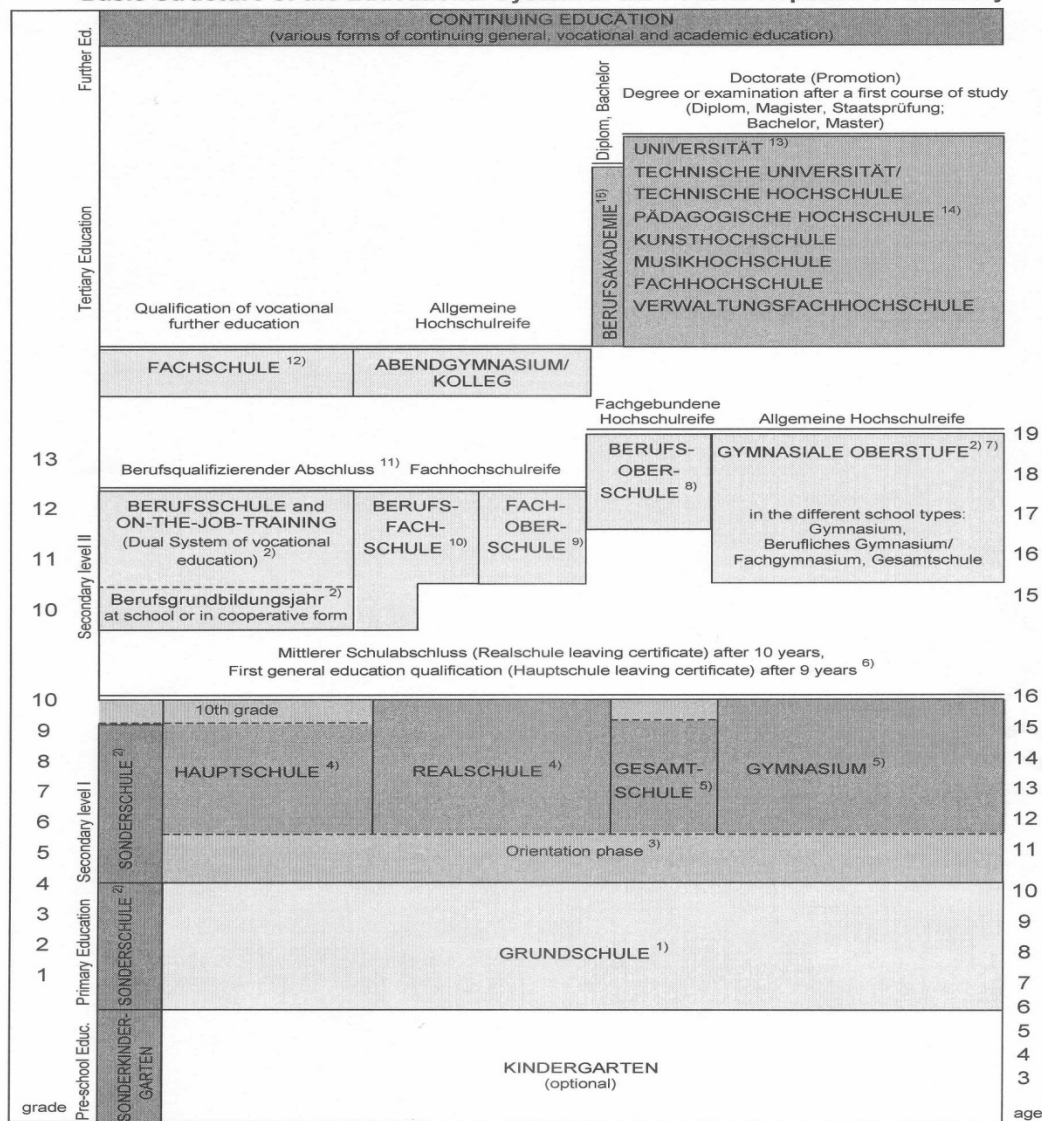 CONTINUING EDUCATION
(various forms of continuing general, vocational and academic education)
Further Ed.
Diplom, Bachelor
Doctorate (Promotion)
Degree or examination after a first course of study
(Diplom, Magister, Staatsprüfung;
Bachelor, Master)
Tertiary Education
BERUFSAKADEMIE 15)
UNIVERSITÄT 13)
TECHNISCHE UNIVERSITÄT/
TECHNISCHE HOCHSCHULE
PÄDAGOGISCHE HOCHSCHULE 14)
KUNSTHOCHSCHULE
MUSIKHOCHSCHULE
FACHHOCHSCHULE
VERWALTUNGSFACHHOCHSCHULE
Qualification of vocational
further education
Allgemeine
Hochschulreife
FACHSCHULE 12)
ABENDGYMNASIUM/
KOLLEG
Fachgebundene
Hochschulreife
Allgemeine Hochschulreife
Secondary level II
13
12
11
10
Berufsqualifizierender Abschluss 11)
Fachhochschulreife
BERUFSSCHULE and
ON-THE-JOB-TRAINING
(Dual System of vocational
education) 2)
Berufsgrundbildungsjahr 2)
at school or in cooperative form
BERUFS-
FACH-
SCHULE 10)
FACH-
OBER-
SCHULE 9)
BERUFS-
OBER-
SCHULE 8)
GYMNASIALE OBERSTUFE 2) 7)
in the different school types:
Gymnasium,
Berufliches Gymnasium/
Fachgymnasium, Gesamtschule
19
18
17
16
15
Mittlerer Schulabschluss (Realschule leaving certificate) after 10 years,
First general education qualification (Hauptschule leaving certificate) after 9 years 6)
10
9
8
7
6
5
4
3
2
1
grade
Secondary level I
Primary Education
Pre-school Educ.
SONDERSCHULE 2)
SONDERSCHULE 2)
SONDERKINDER-
GARTEN
10th grade
HAUPTSCHULE 4)
REALSCHULE 4)
GESAMT-
SCHULE 5)
GYMNASIUM 5)
Orientation phase 3)
GRUNDSCHULE 1)
KINDERGARTEN
(optional)
16
15
14
13
12
11
10
9
8
7
6
5
4
3
age